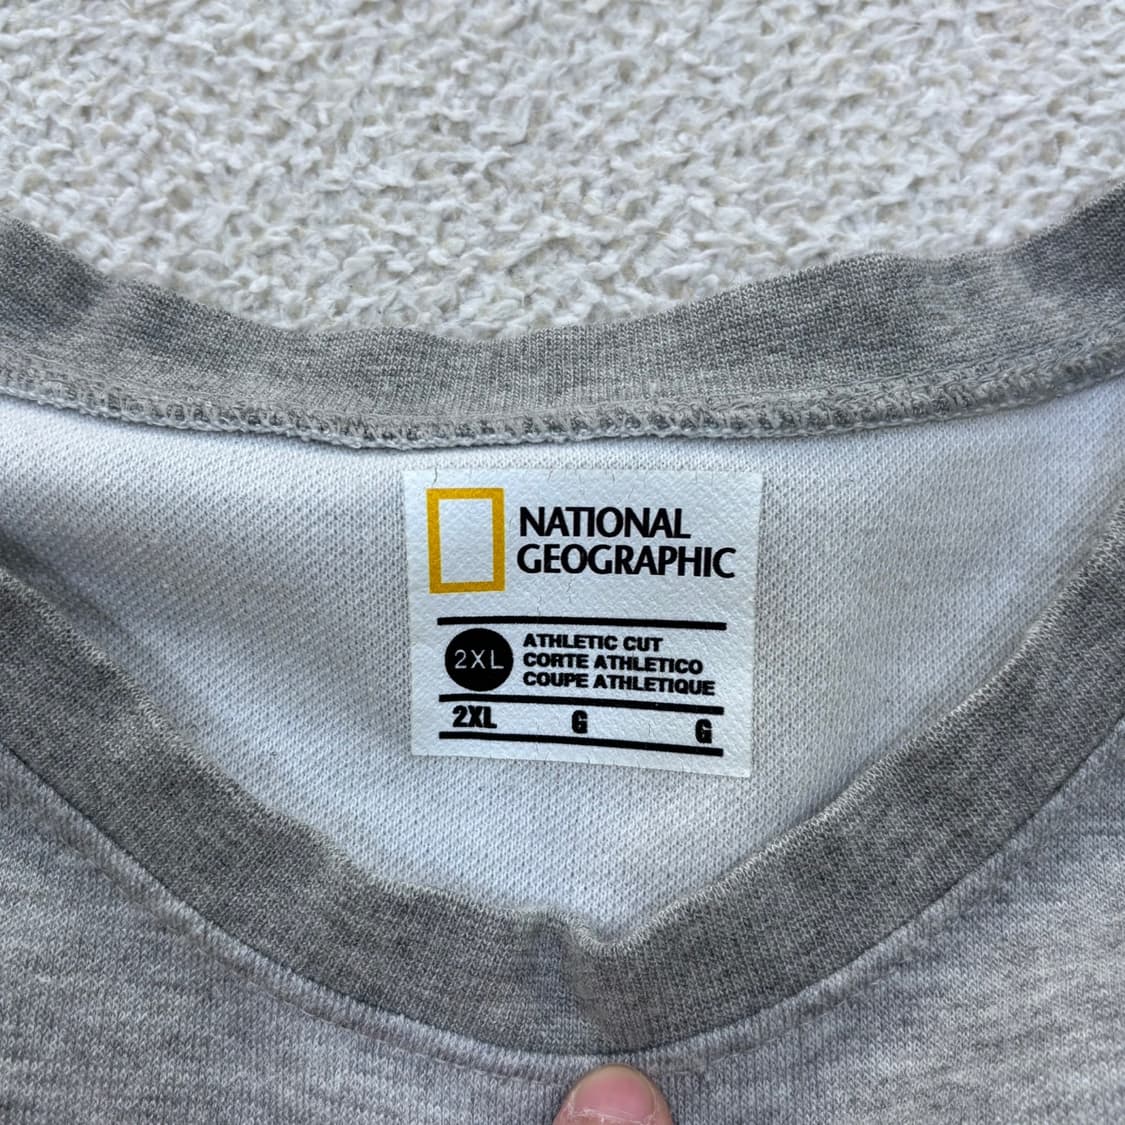 NATIONAL
GEOGRAPHIC
2XL
ATHLETIC CUT
CORTE ATHLETICO
COUPE ATHLETIQUE
2XL G G